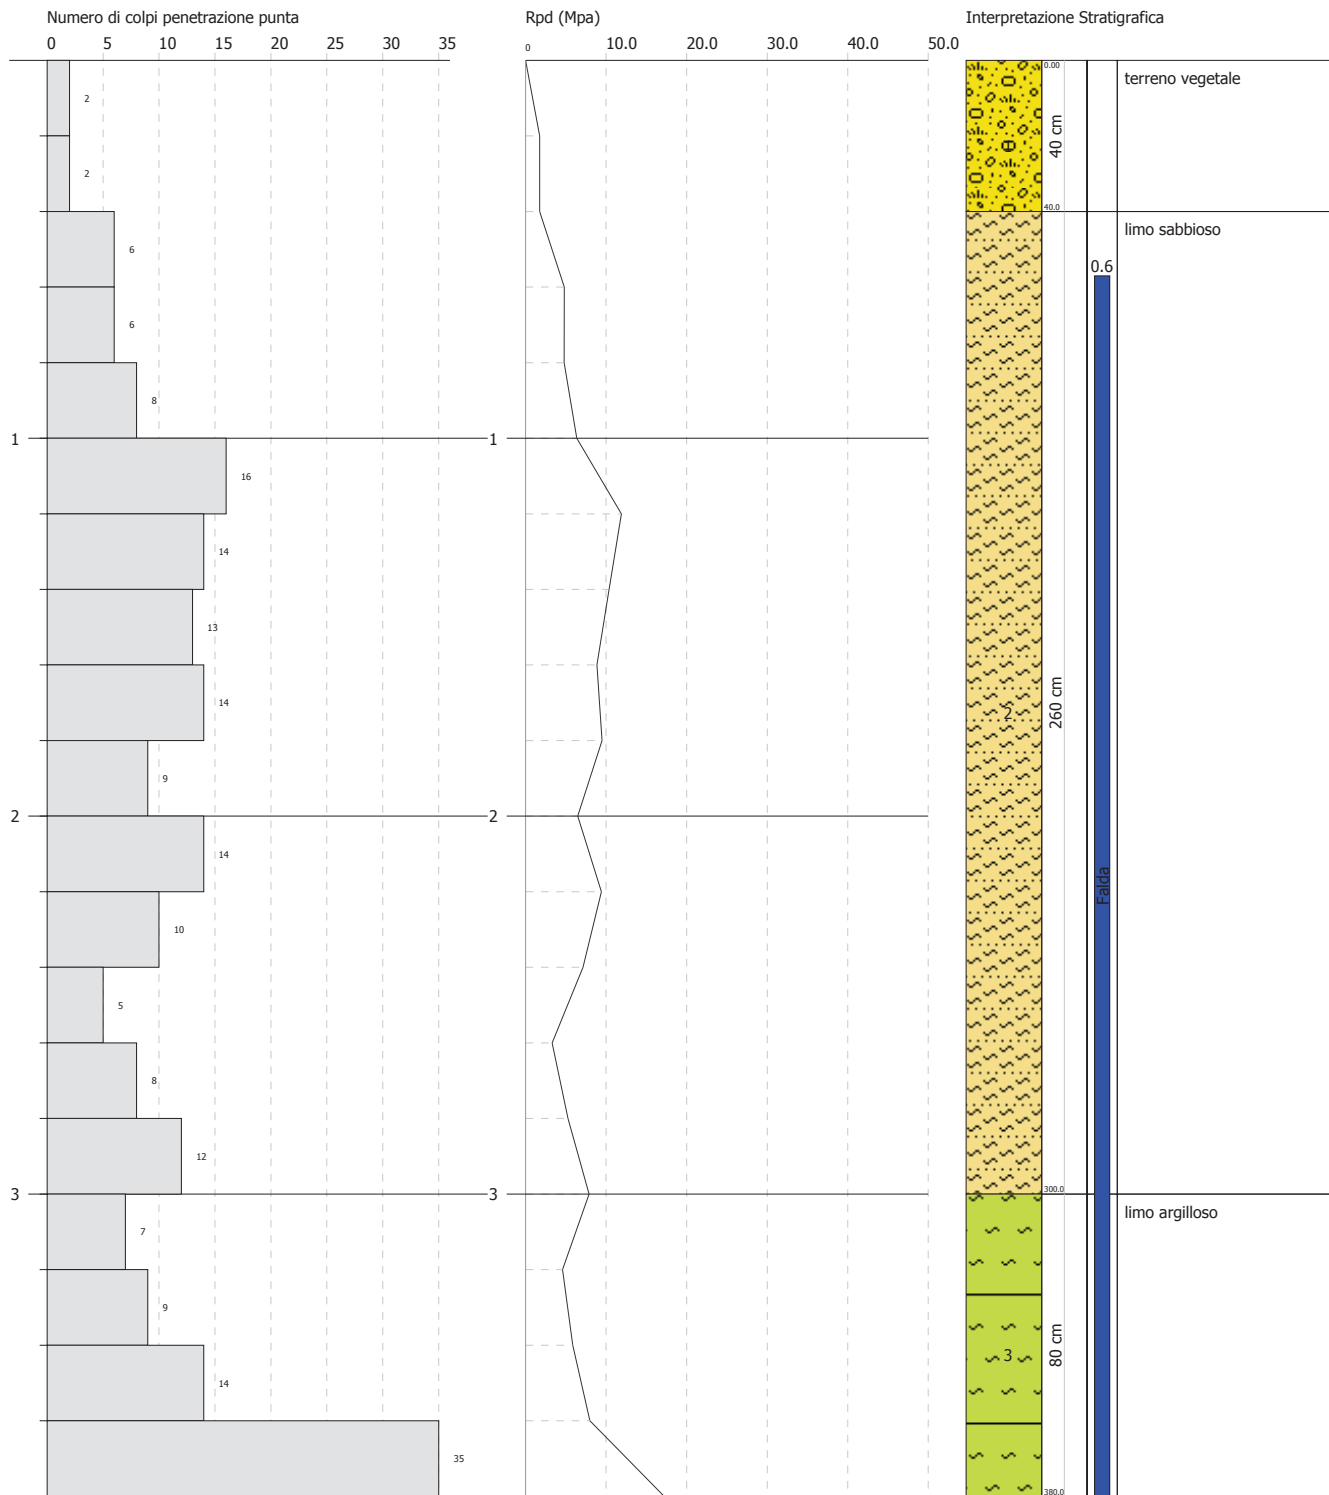 Numero di colpi penetrazione punta
Rpd (Mpa)
Interpretazione Stratigrafica
0 5 10 15 20 25 30 35
0 10.0 20.0 30.0 40.0 50.0
0.00
terreno vegetale
2
1
40 cm
2
40.0
limo sabbioso
6
0.6
6
8
1
1
16
14
13
14
2
260 cm
9
2
2
14
Falda
10
5
8
12
3
3
300.0
limo argilloso
7
9
3
80 cm
14
35
380.0